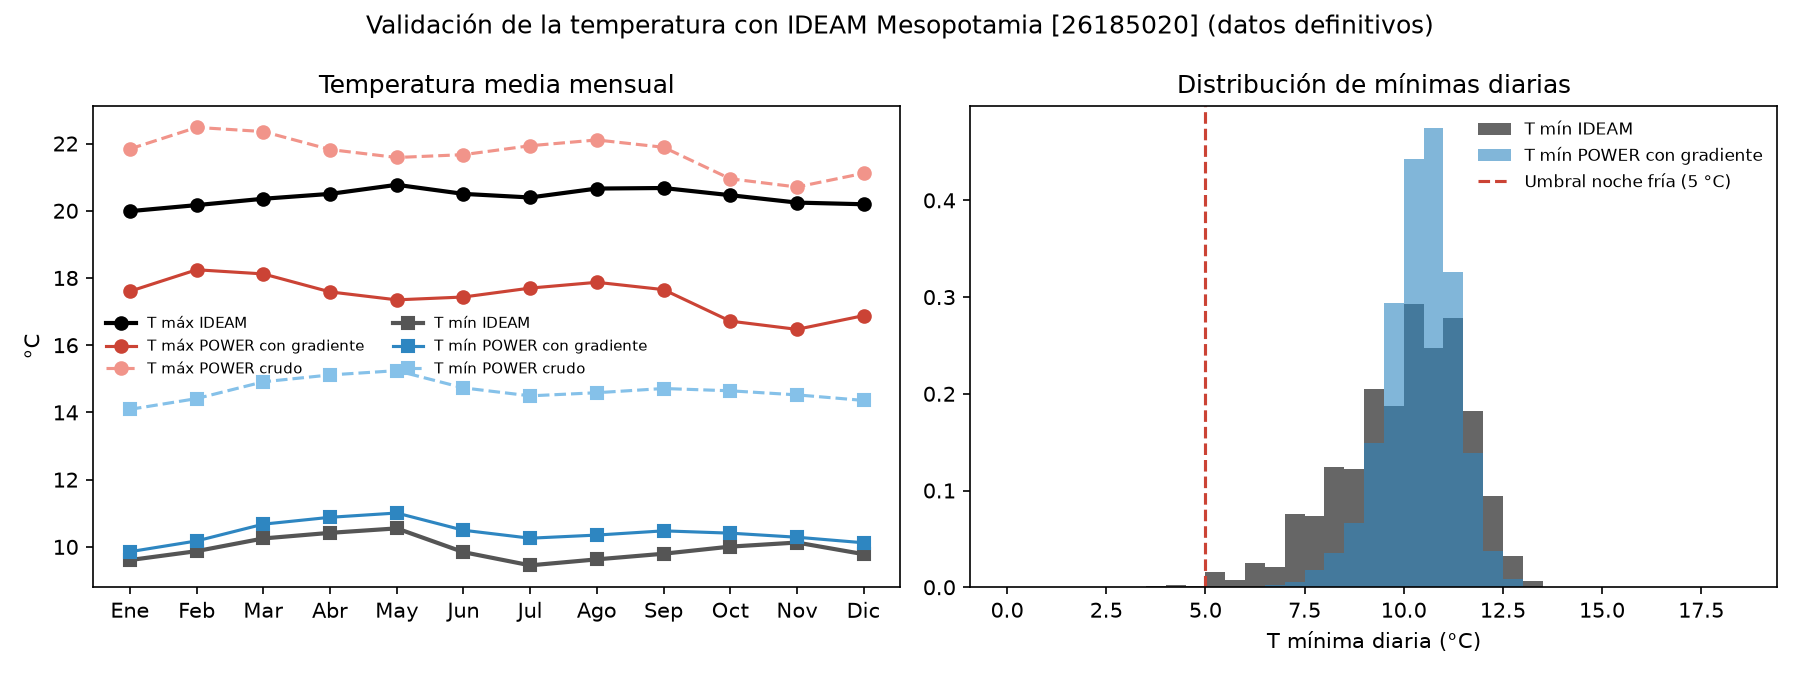 Validación de la temperatura con IDEAM Mesopotamia [26185020] (datos definitivos)
Temperatura media mensual
°C
22
20
18
16
14
12
10
T máx IDEAM
T máx POWER con gradiente
T máx POWER crudo
T mín IDEAM
T mín POWER con gradiente
T mín POWER crudo
Ene Feb Mar Abr May Jun Jul Ago Sep Oct Nov Dic
Distribución de mínimas diarias
0.4
0.3
0.2
0.1
0.0
T mín IDEAM
T mín POWER con gradiente
Umbral noche fría (5 °C)
0.0 2.5 5.0 7.5 10.0 12.5 15.0 17.5
T mínima diaria (°C)